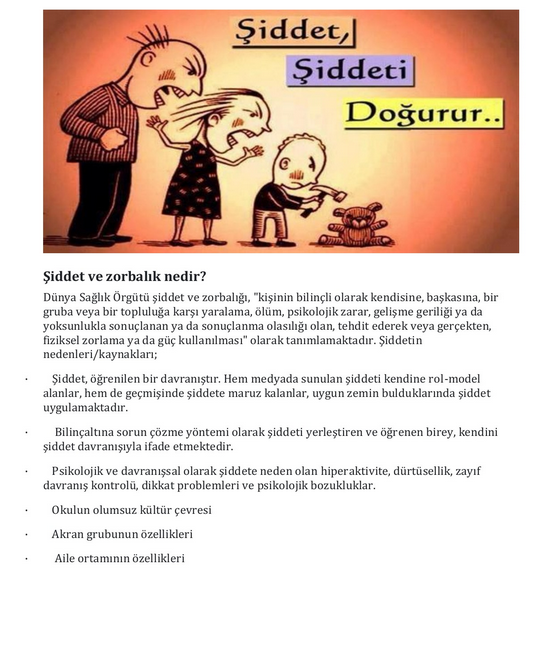 Şiddet,
Şiddeti
Doğurur..
Şiddet ve zorbalık nedir?
Dünya Sağlık Örgütü şiddet ve zorbalığı, "kişinin bilinçli olarak kendisine, başkasına, bir
gruba veya bir topluluğa karşı yaralama, ölüm, psikolojik zarar, gelişme geriliği ya da
yoksunlukla sonuçlanan ya da sonuçlanma olasılığı olan, tehdit ederek veya gerçekten,
fiziksel zorlama ya da güç kullanılması" olarak tanımlamaktadır. Şiddetin
nedenleri/kaynakları;
· Şiddet, öğrenilen bir davranıştır. Hem medyada sunulan şiddeti kendine rol-model
alanlar, hem de geçmişinde şiddete maruz kalanlar, uygun zemin bulduklarında şiddet
uygulamaktadır.
· Bilinçaltına sorun çözme yöntemi olarak şiddeti yerleştiren ve öğrenen birey, kendini
şiddet davranışıyla ifade etmektedir.
· Psikolojik ve davranışsal olarak şiddete neden olan hiperaktivite, dürtüsellik, zayıf
davranış kontrolü, dikkat problemleri ve psikolojik bozukluklar.
· Okulun olumsuz kültür çevresi
· Akran grubunun özellikleri
· Aile ortamının özellikleri